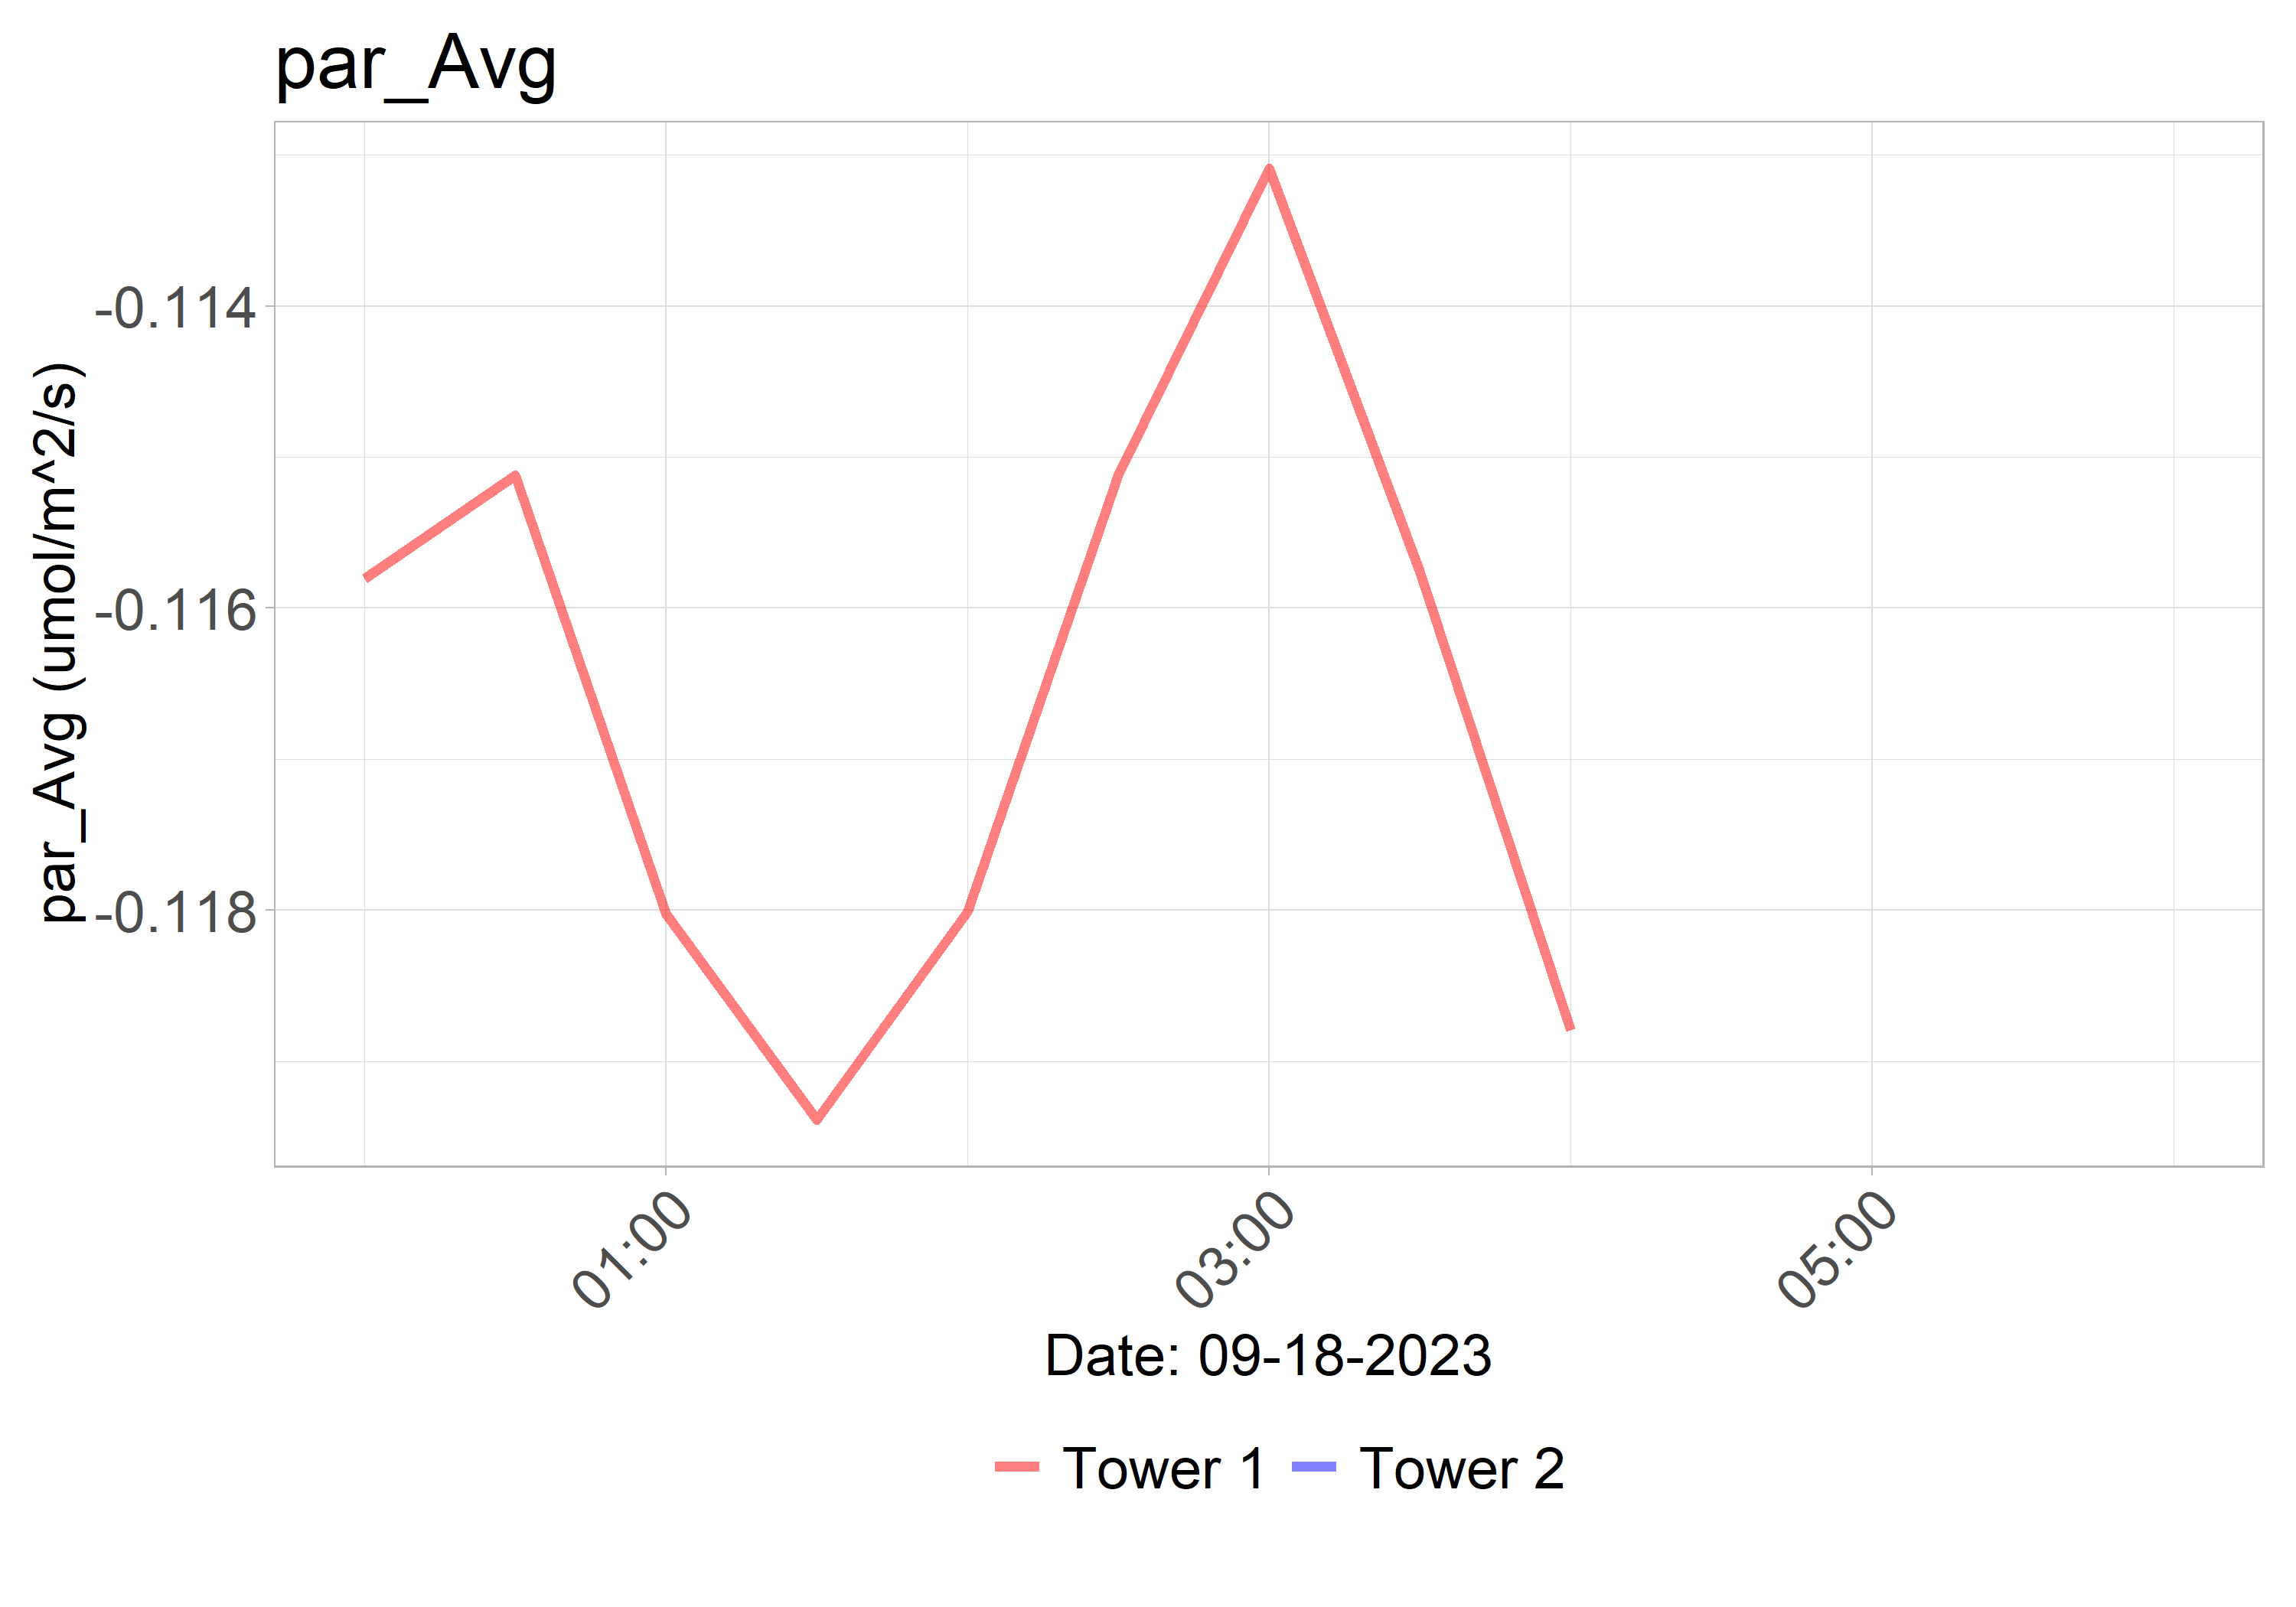 par_Avg
par_Avg (umol/m^2/s)
-0.114
-0.116
-0.118
01:00
03:00
05:00
Date: 09-18-2023
Tower 1
Tower 2